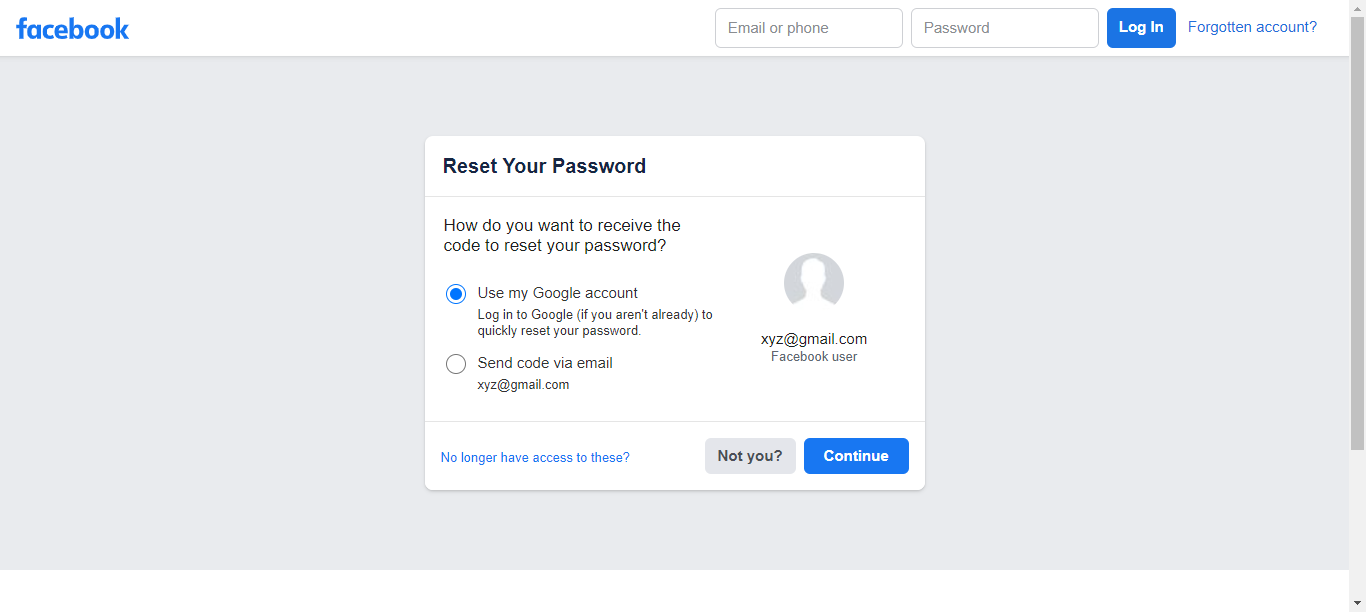 facebook
Email or phone
Password
Log In
Forgotten account?
Reset Your Password
How do you want to receive the
code to reset your password?
Use my Google account
Log in to Google (if you aren't already) to
quickly reset your password.
Send code via email
xyz@gmail.com
xyz@gmail.com
Facebook user
No longer have access to these?
Not you?
Continue